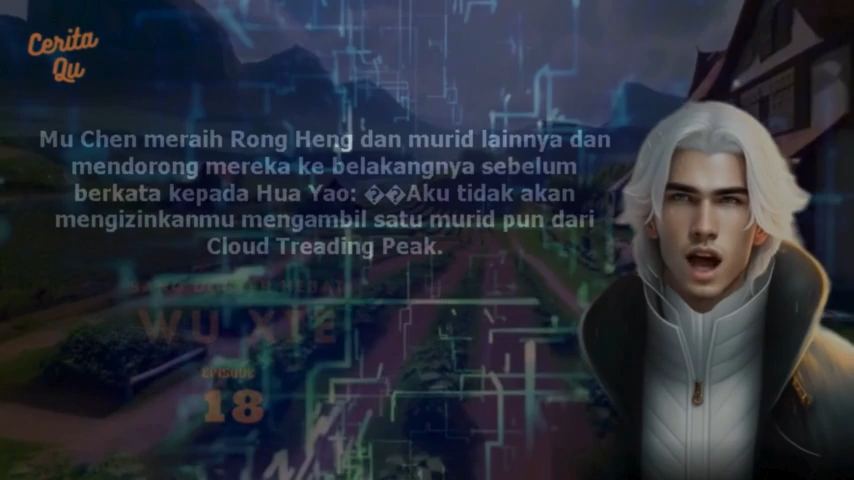 Cerita
Qu
Mu Chen meraih Rong Heng dan murid lainnya dan
mendorong mereka ke belakangnya sebelum
berkata kepada Hua Yao: ��Aku tidak akan
mengizinkanmu mengambil satu murid pun dari
Cloud Treading Peak.
WU XIE
EPISODE
18